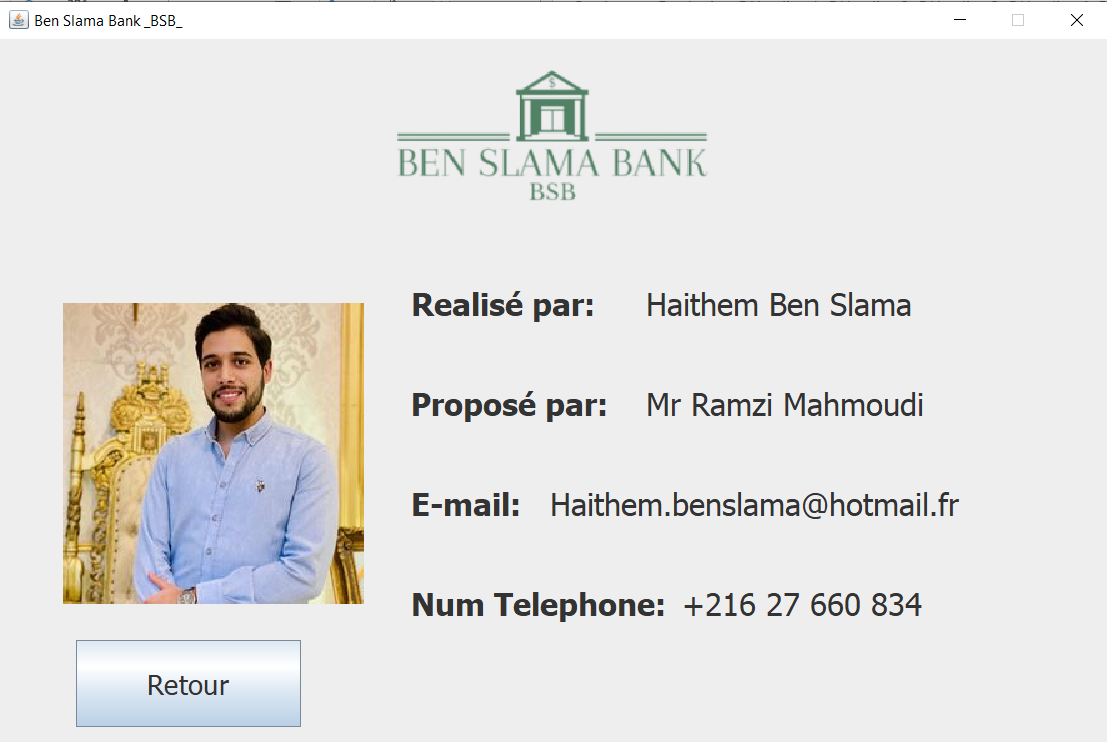 Ben Slama Bank _BSB_
$
BEN SLAMA BANK
BSB
Realisé par: Haithem Ben Slama
Proposé par: Mr Ramzi Mahmoudi
E-mail: Haithem.benslama@hotmail.fr
Num Telephone: +216 27 660 834
Retour